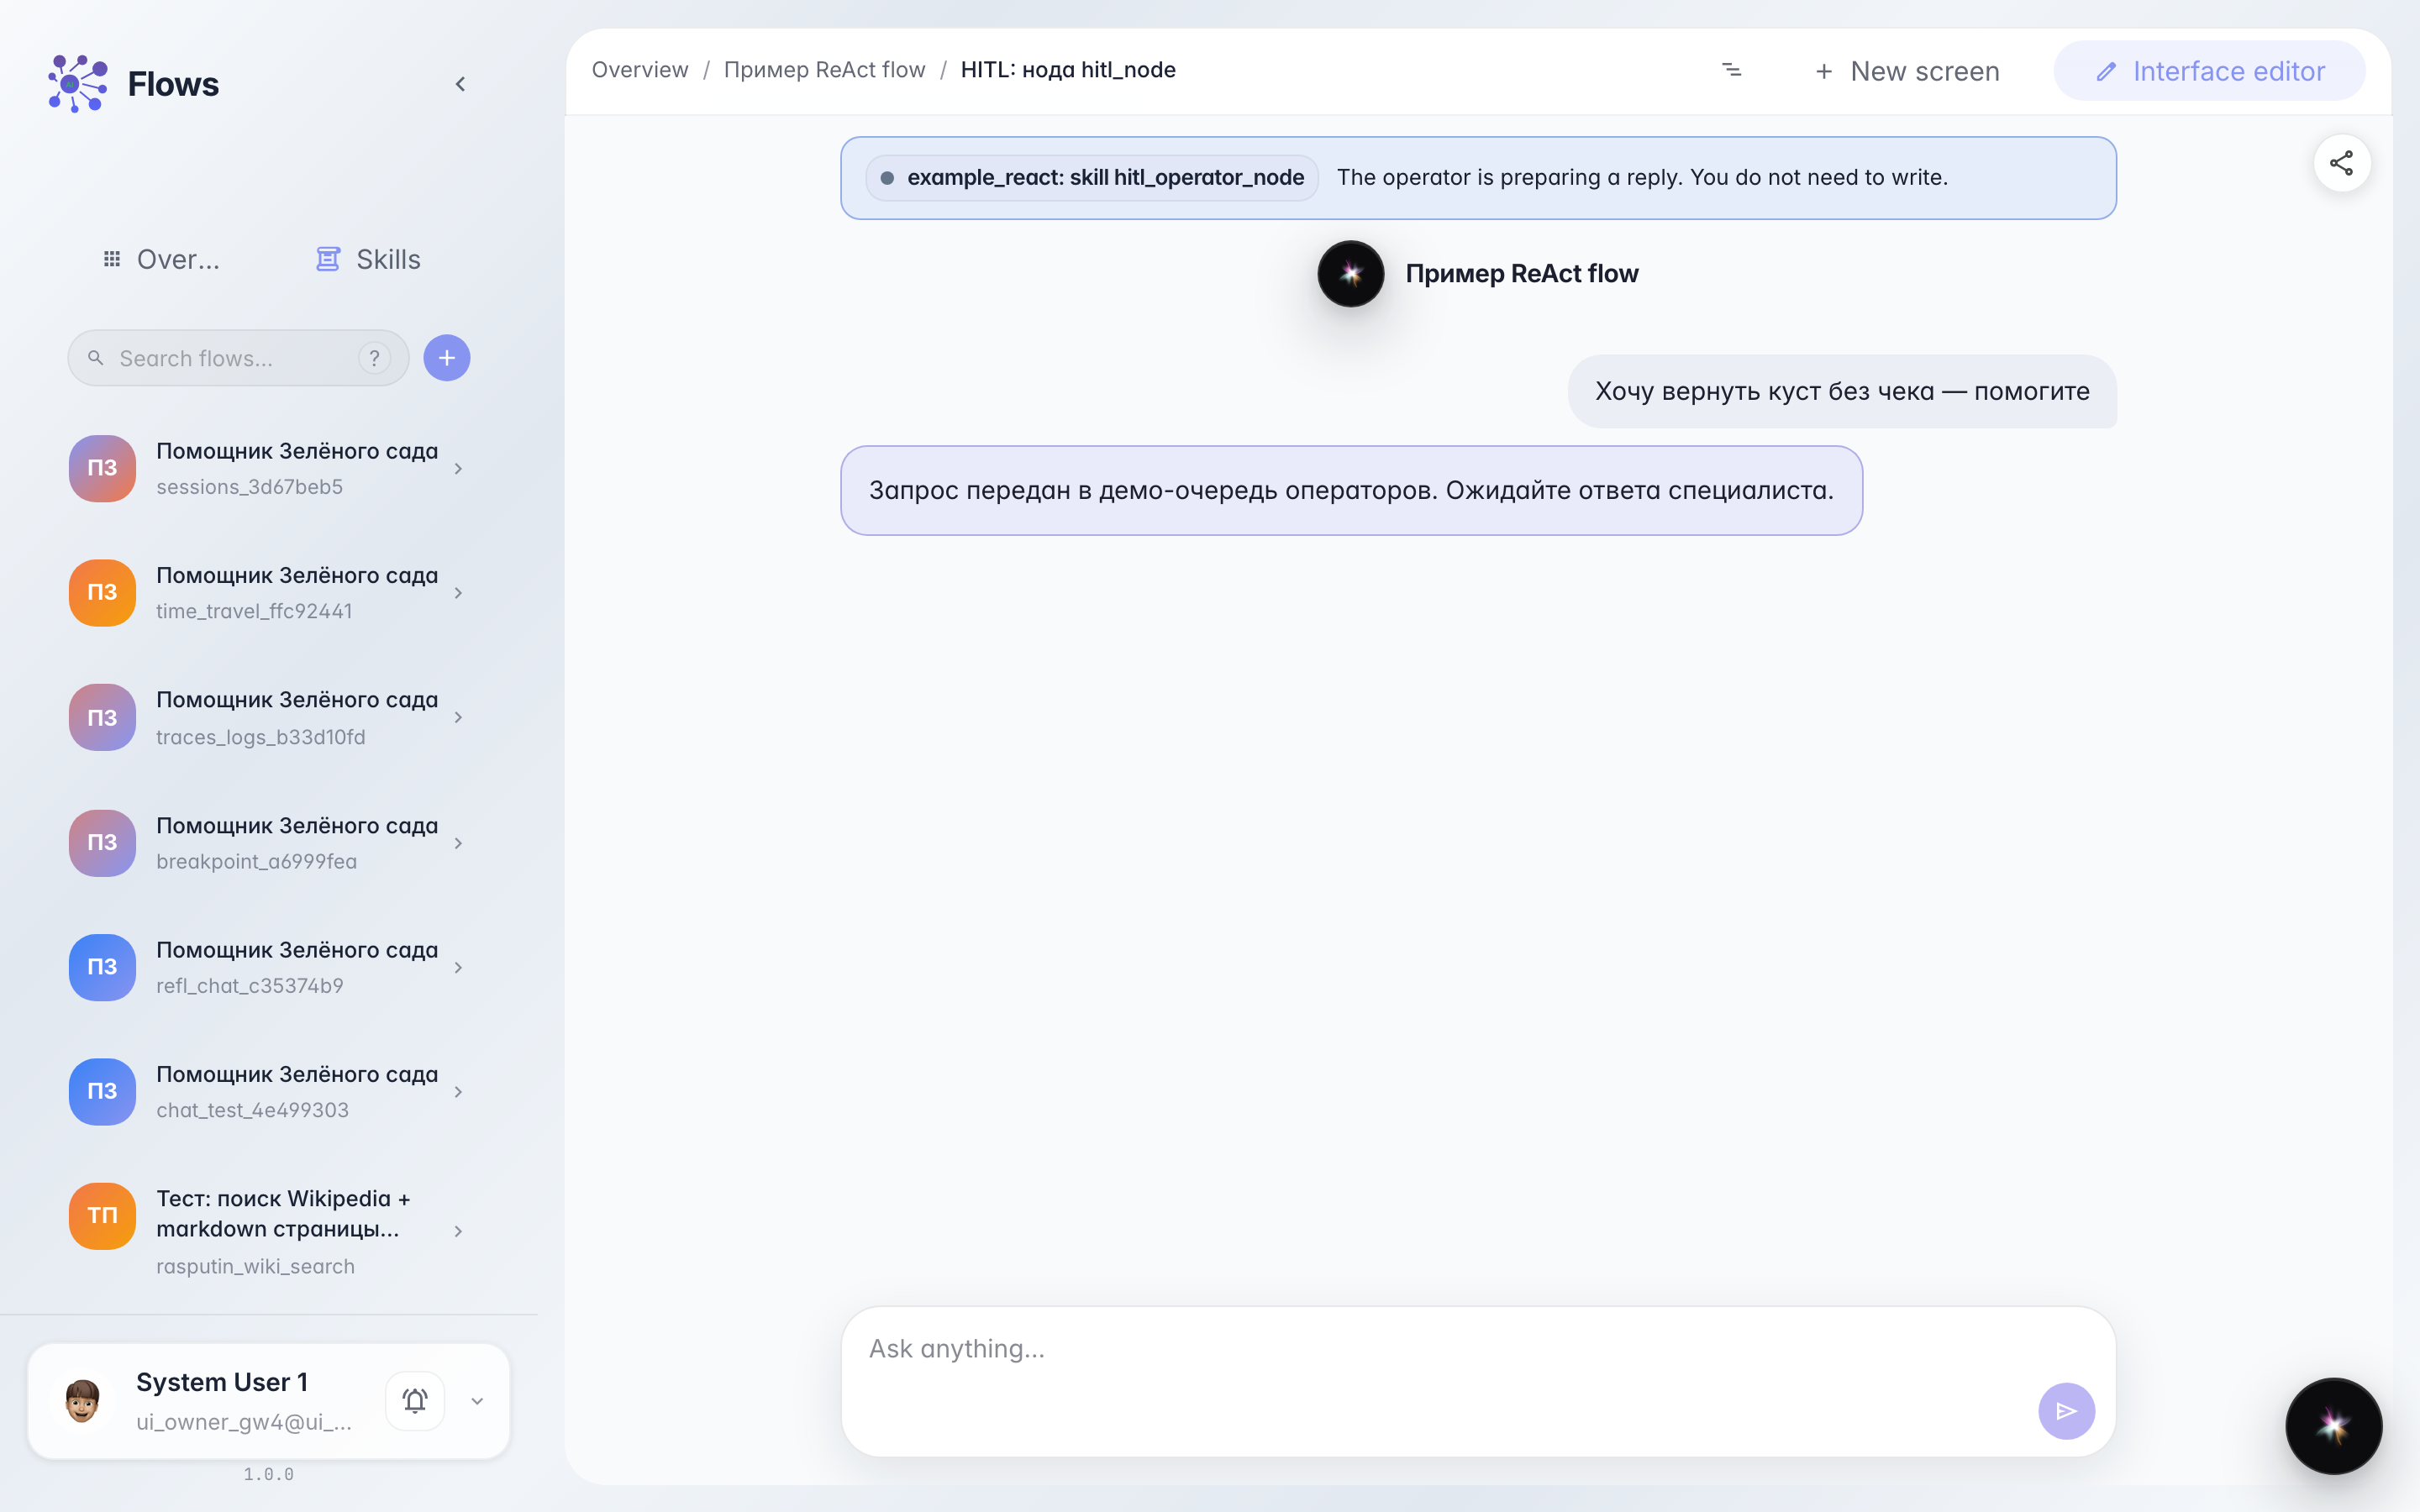 Flows
Over...
Skills
Search flows...
?
ПЗ
Помощник Зелёного сада
sessions_3d67beb5
ПЗ
Помощник Зелёного сада
time_travel_ffc92441
ПЗ
Помощник Зелёного сада
traces_logs_b33d10fd
ПЗ
Помощник Зелёного сада
breakpoint_a6999fea
ПЗ
Помощник Зелёного сада
refl_chat_c35374b9
ПЗ
Помощник Зелёного сада
chat_test_4e499303
ТП
Тест: поиск Wikipedia +
markdown страницы...
rasputin_wiki_search
System User 1
ui_owner_gw4@ui_...
1.0.0
Overview / Пример ReAct flow / HITL: нода hitl_node
+ New screen
Interface editor
example_react: skill hitl_operator_node The operator is preparing a reply. You do not need to write.
Пример ReAct flow
Хочу вернуть куст без чека — помогите
Запрос передан в демо-очередь операторов. Ожидайте ответа специалиста.
Ask anything...